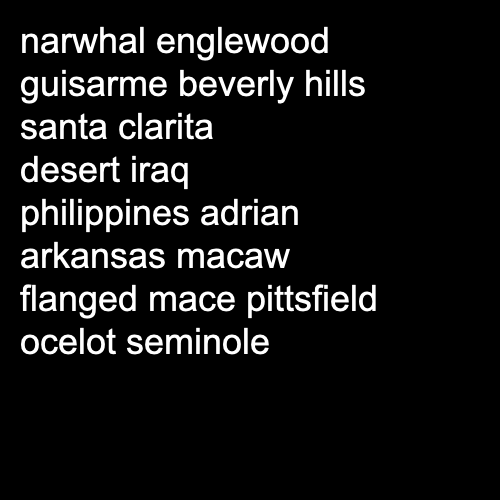 narwhal englewood
guisarme beverly hills
santa clarita
desert iraq
philippines adrian
arkansas macaw
flanged mace pittsfield
ocelot seminole